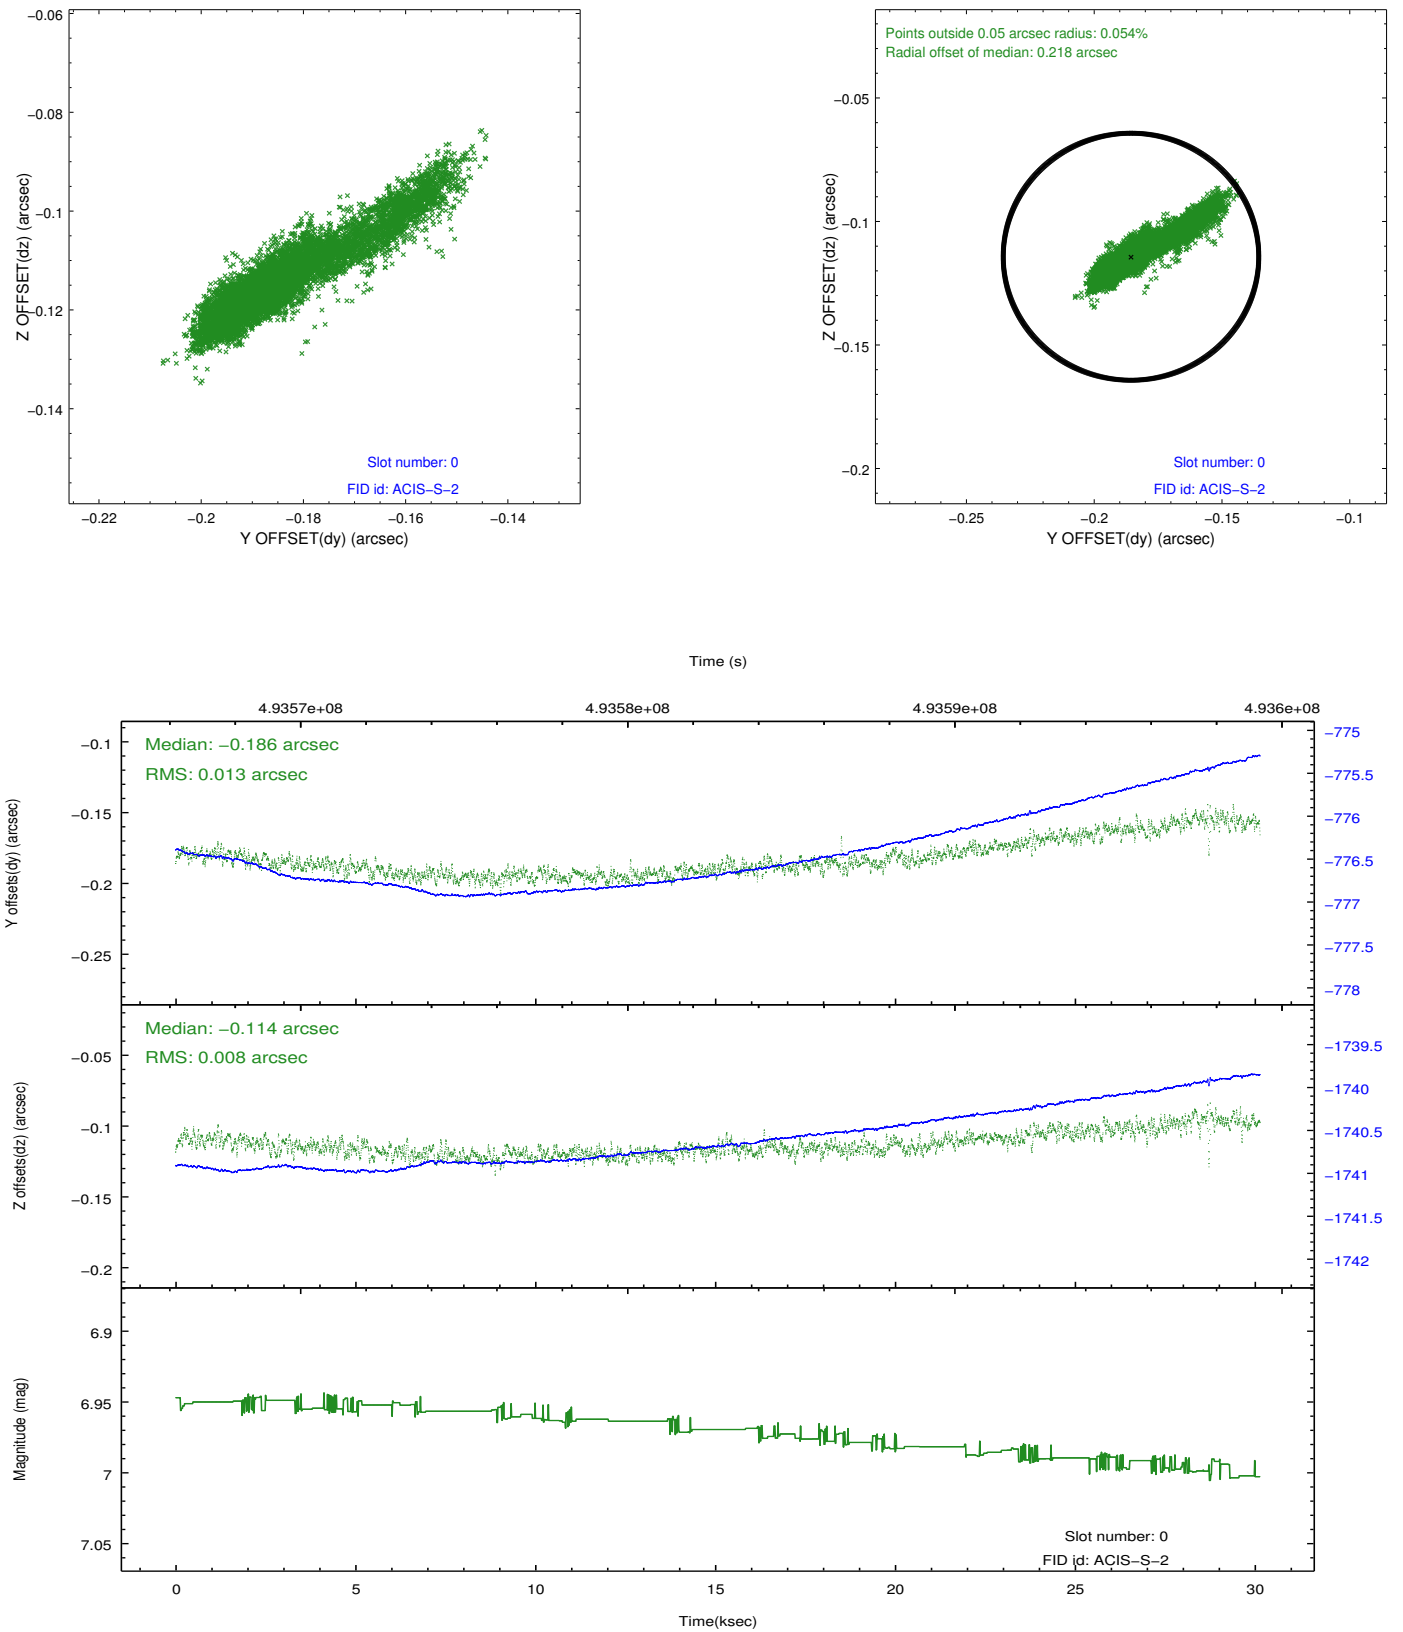 −0.06
−0.08
−0.1
−0.12
−0.14
Z OFFSET(dz) (arcsec)
−0.22
−0.2
−0.18
−0.16
−0.14
Y OFFSET(dy) (arcsec)
Slot number: 0
FID id: ACIS−S−2
Points outside 0.05 arcsec radius: 0.054%
Radial offset of median: 0.218 arcsec
−0.05
−0.1
−0.15
−0.2
Z OFFSET(dz) (arcsec)
−0.25
−0.2
−0.15
−0.1
Y OFFSET(dy) (arcsec)
Slot number: 0
FID id: ACIS−S−2
Time (s)
4.9357e+08
4.9358e+08
4.9359e+08
4.936e+08
Median: −0.186 arcsec
RMS: 0.013 arcsec
−0.1
−0.15
−0.2
−0.25
Y offsets(dy) (arcsec)
−775
−775.5
−776
−776.5
−777
−777.5
−778
Median: −0.114 arcsec
RMS: 0.008 arcsec
−0.05
−0.1
−0.15
−0.2
Z offsets(dz) (arcsec)
−1739.5
−1740
−1740.5
−1741
−1741.5
−1742
6.9
6.95
7
7.05
Magnitude (mag)
Slot number: 0
FID id: ACIS−S−2
0
5
10
15
20
25
30
Time(ksec)